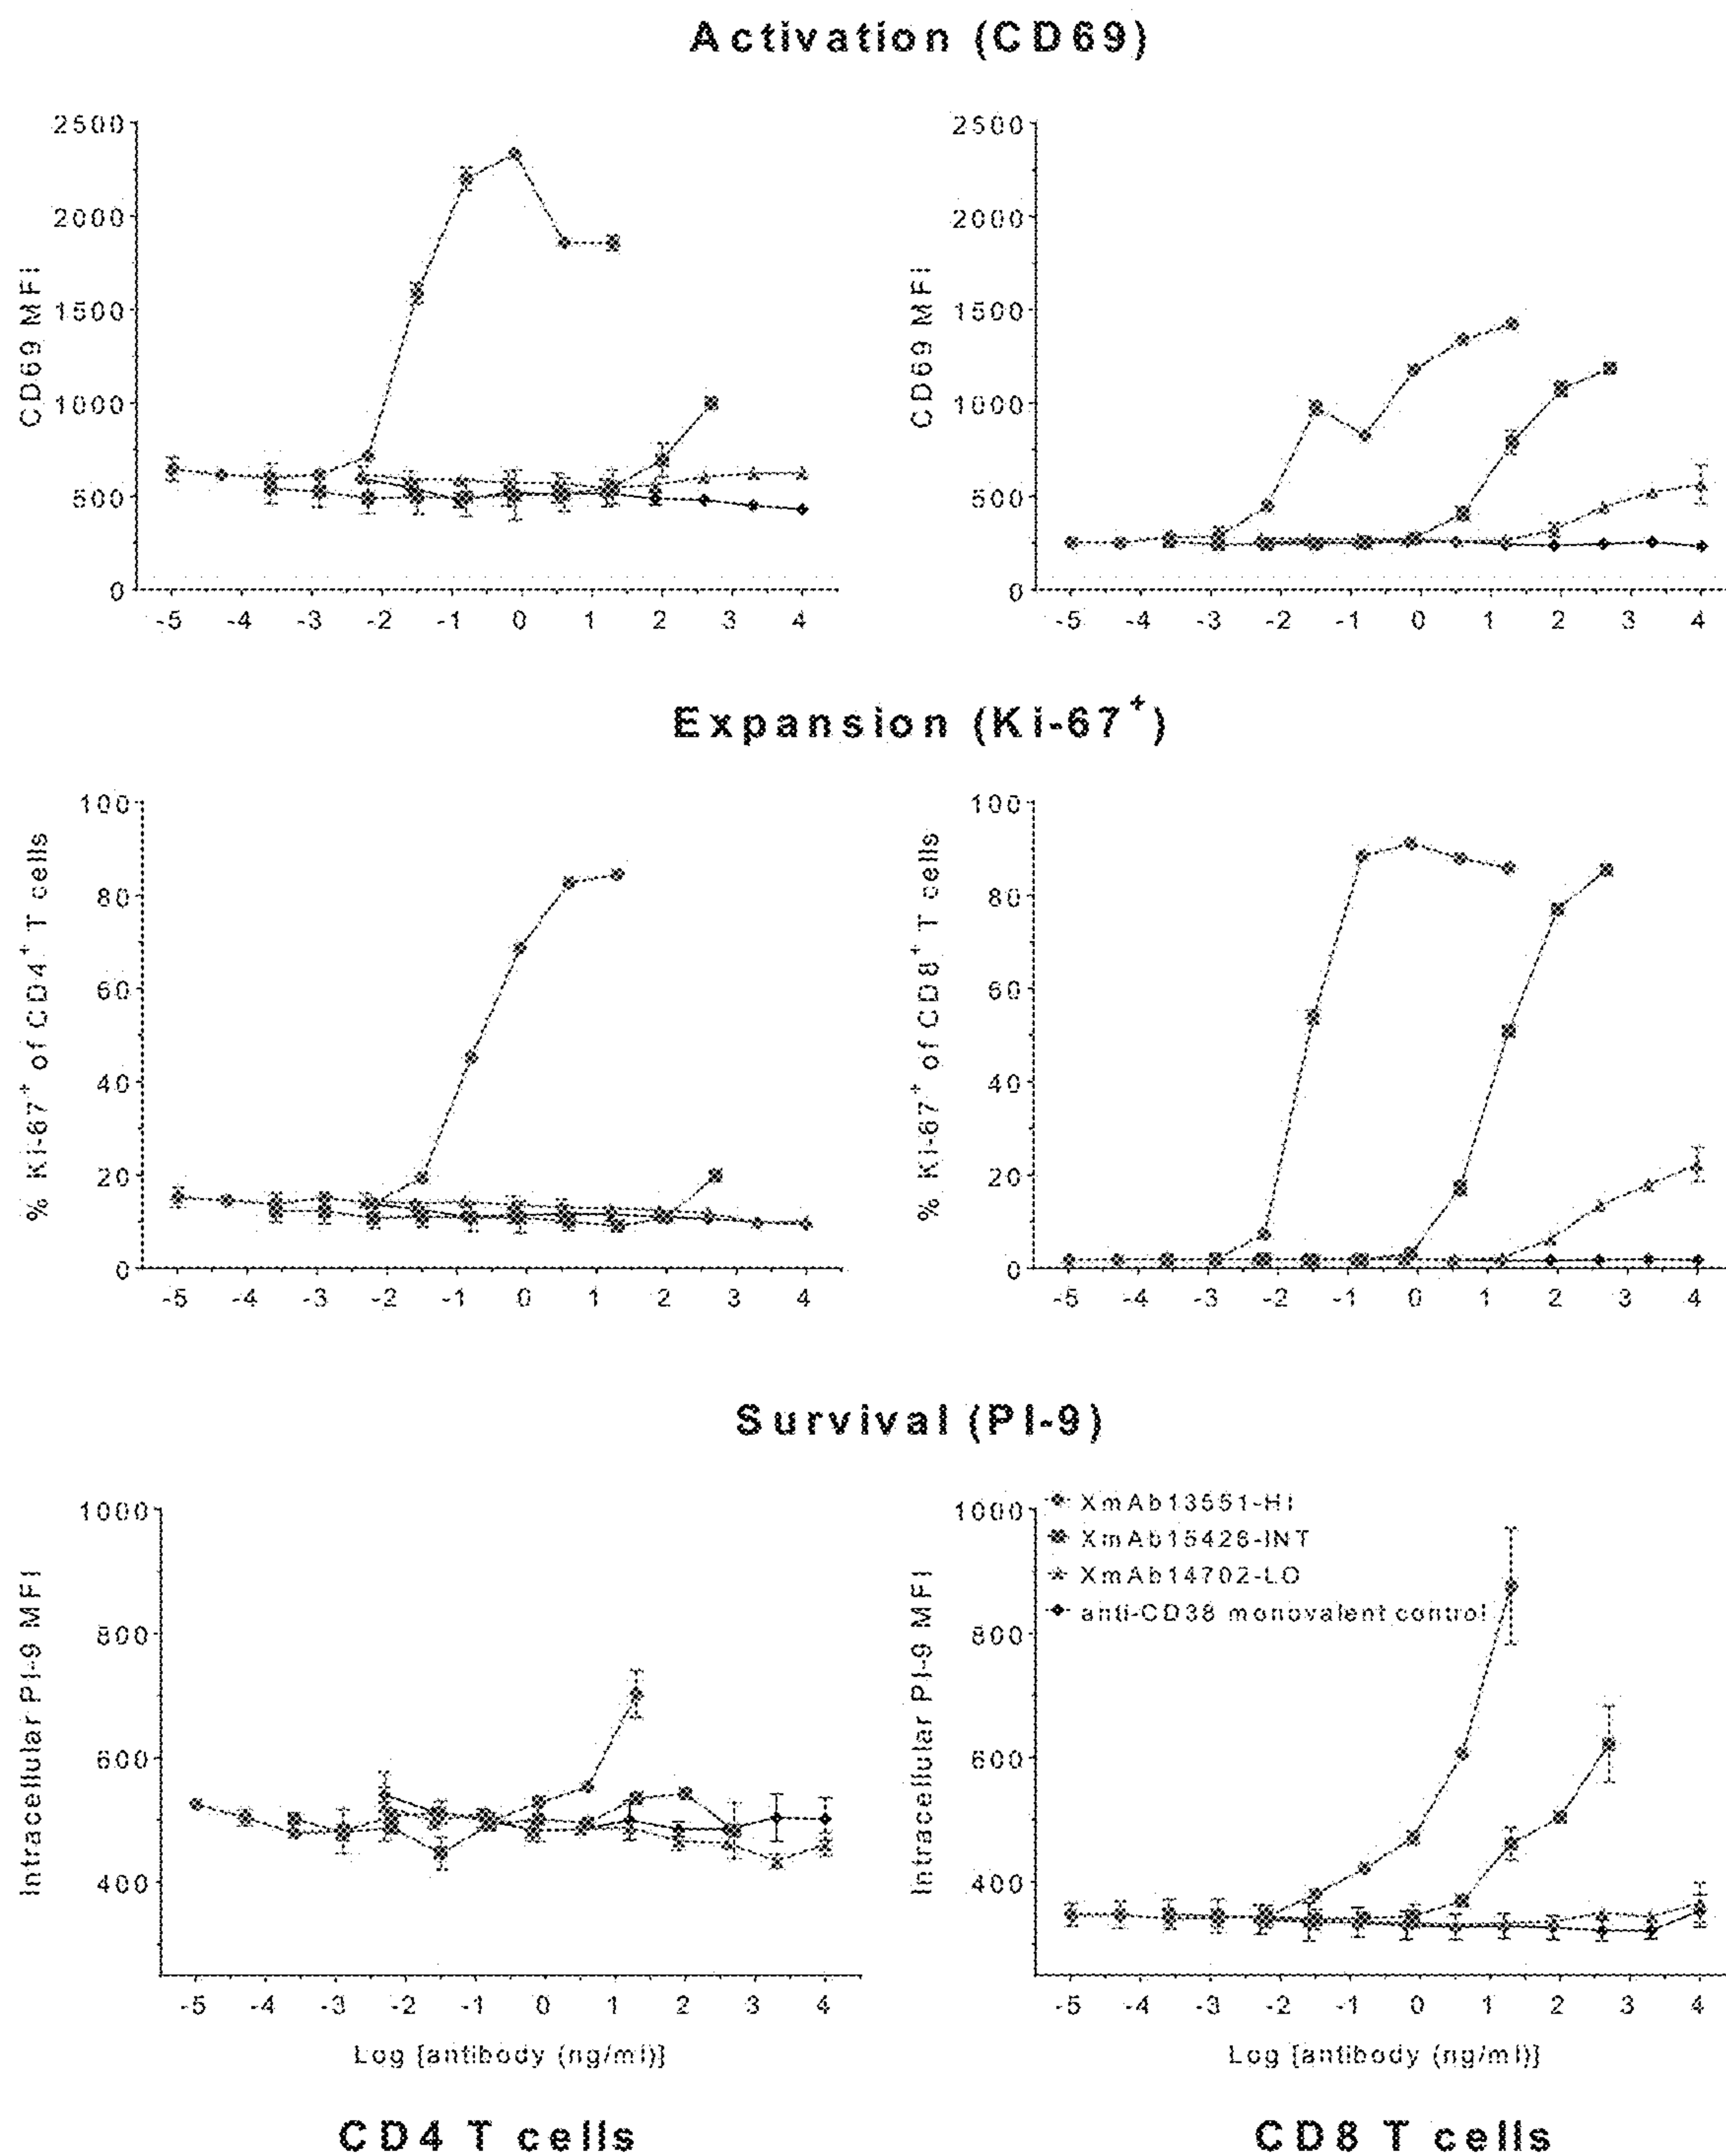 Activation (CD69)
CD69 MFI
2500
2000
1500
1000
500
0
-5 -4 -3 -2 -1 0 1 2 3 4
CD69 MFI
2500
2000
1500
1000
500
0
-5 -4 -3 -2 -1 0 1 2 3 4
Expansion (Ki-67+)
% Ki-67+ of CD4+ T cells
100
80
60
40
20
0
-5 -4 -3 -2 -1 0 1 2 3 4
% Ki-67+ of CD8+ T cells
100
80
60
40
20
0
-5 -4 -3 -2 -1 0 1 2 3 4
Survival (PI-9)
Intracellular PI-9 MFI
1000
800
600
400
-5 -4 -3 -2 -1 0 1 2 3 4
Log [antibody (ng/ml)]
CD4 T cells
Intracellular PI-9 MFI
1000
800
600
400
XmAb13551-HI
XmAb15426-INT
XmAb14702-LO
anti-CD38 monovalent control
-5 -4 -3 -2 -1 0 1 2 3 4
Log [antibody (ng/ml)]
CD8 T cells